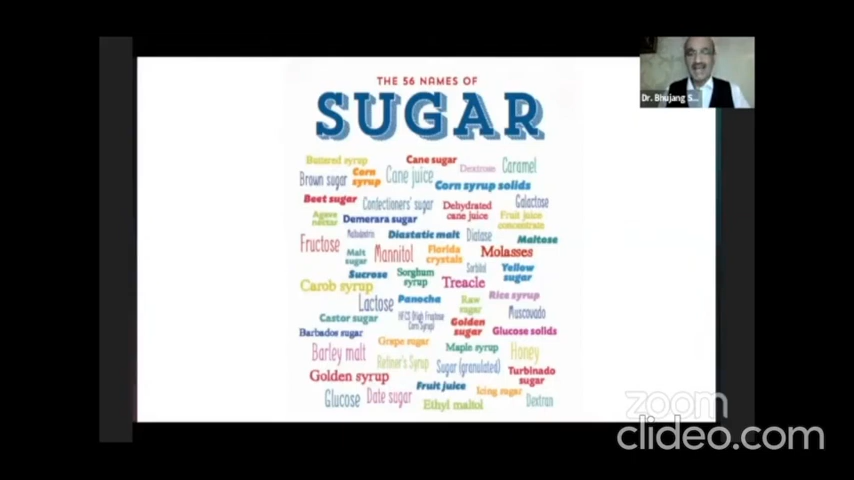 THE 56 NAMES OF
SUGAR
Dr. Bhujang S...
Buttered syrup
Cane sugar
Dextrose
Caramel
Brown sugar
Corn syrup
Cane juice
Corn syrup solids
Beet sugar
Confectioners' sugar
Dehydrated cane juice
Galactose
Agave nectar
Demerara sugar
Fruit juice concentrate
Fructose
Maltodextrin
Diastatic malt
Diatase
Maltose
Malt sugar
Mannitol
Florida crystals
Molasses
Sucrose
Sorghum syrup
Sorbitol
Yellow sugar
Carob syrup
Treacle
Lactose
Panocha
Raw sugar
Rice syrup
Castor sugar
HFCS (High Fructose Corn Syrup)
Golden sugar
Muscovado
Barbados sugar
Glucose solids
Grape sugar
Barley malt
Refiner's Syrup
Maple syrup
Honey
Golden syrup
Sugar (granulated)
Turbinado sugar
Fruit juice
Icing sugar
Glucose
Date sugar
Ethyl maltol
Dextran
zoom
clideo.com